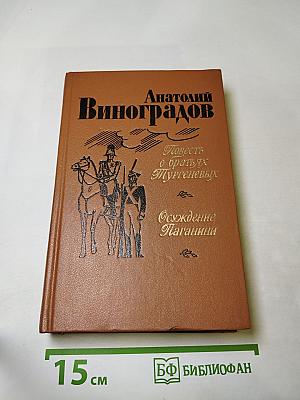 Анатолий
Виноградов
Повесть
о братьях
Тургеневых
Осуждение
Паганини
15 см
БФ БИБЛИОФАН